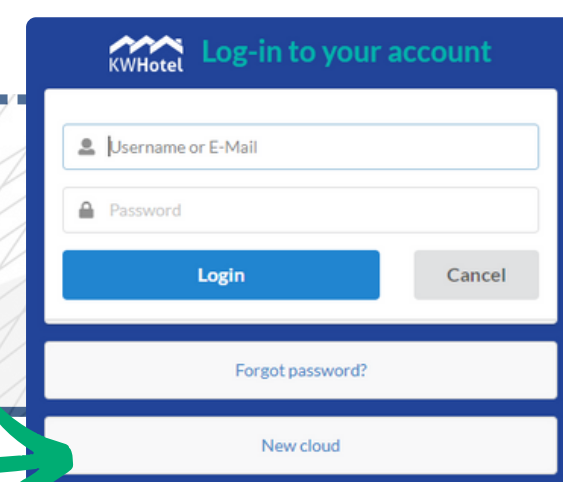 KWHotel
Log-in to your account
Username or E-Mail
Password
Login Cancel
Forgot password?
New cloud